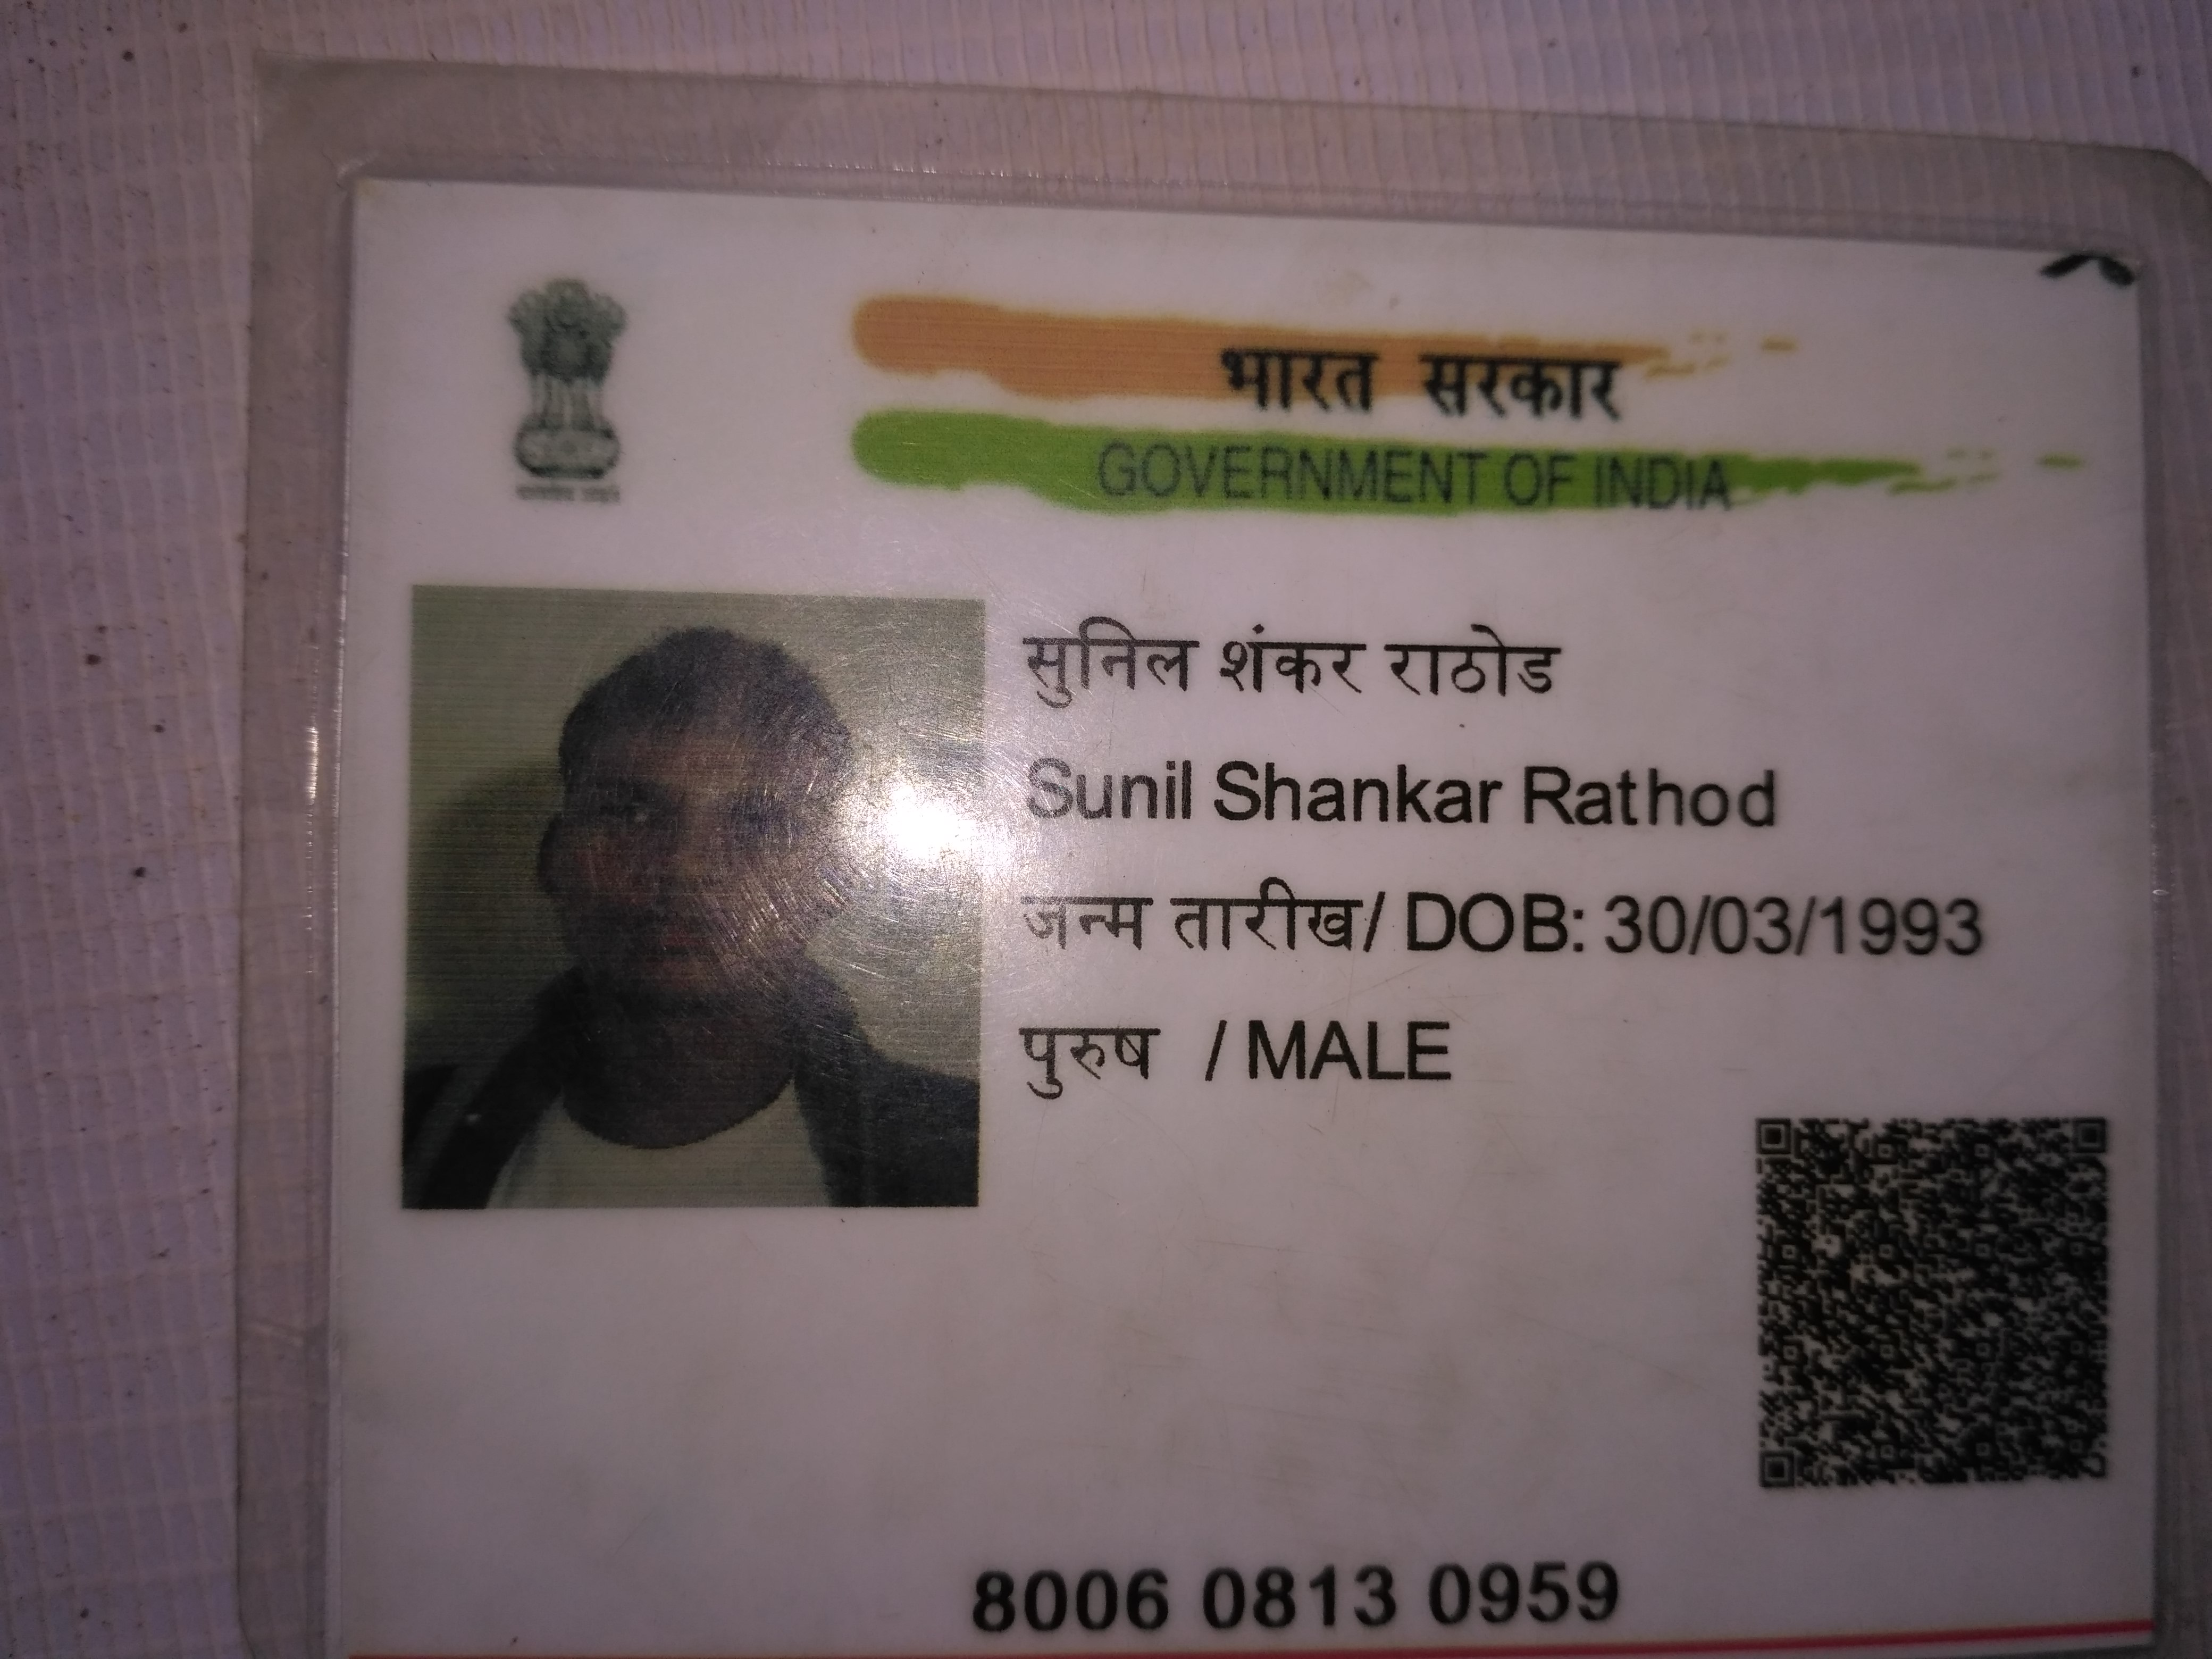 भारत सरकार
GOVERNMENT OF INDIA
सुनिल शंकर राठोड
Sunil Shankar Rathod
जन्म तारीख/ DOB: 30/03/1993
पुरुष / MALE
8006 0813 0959